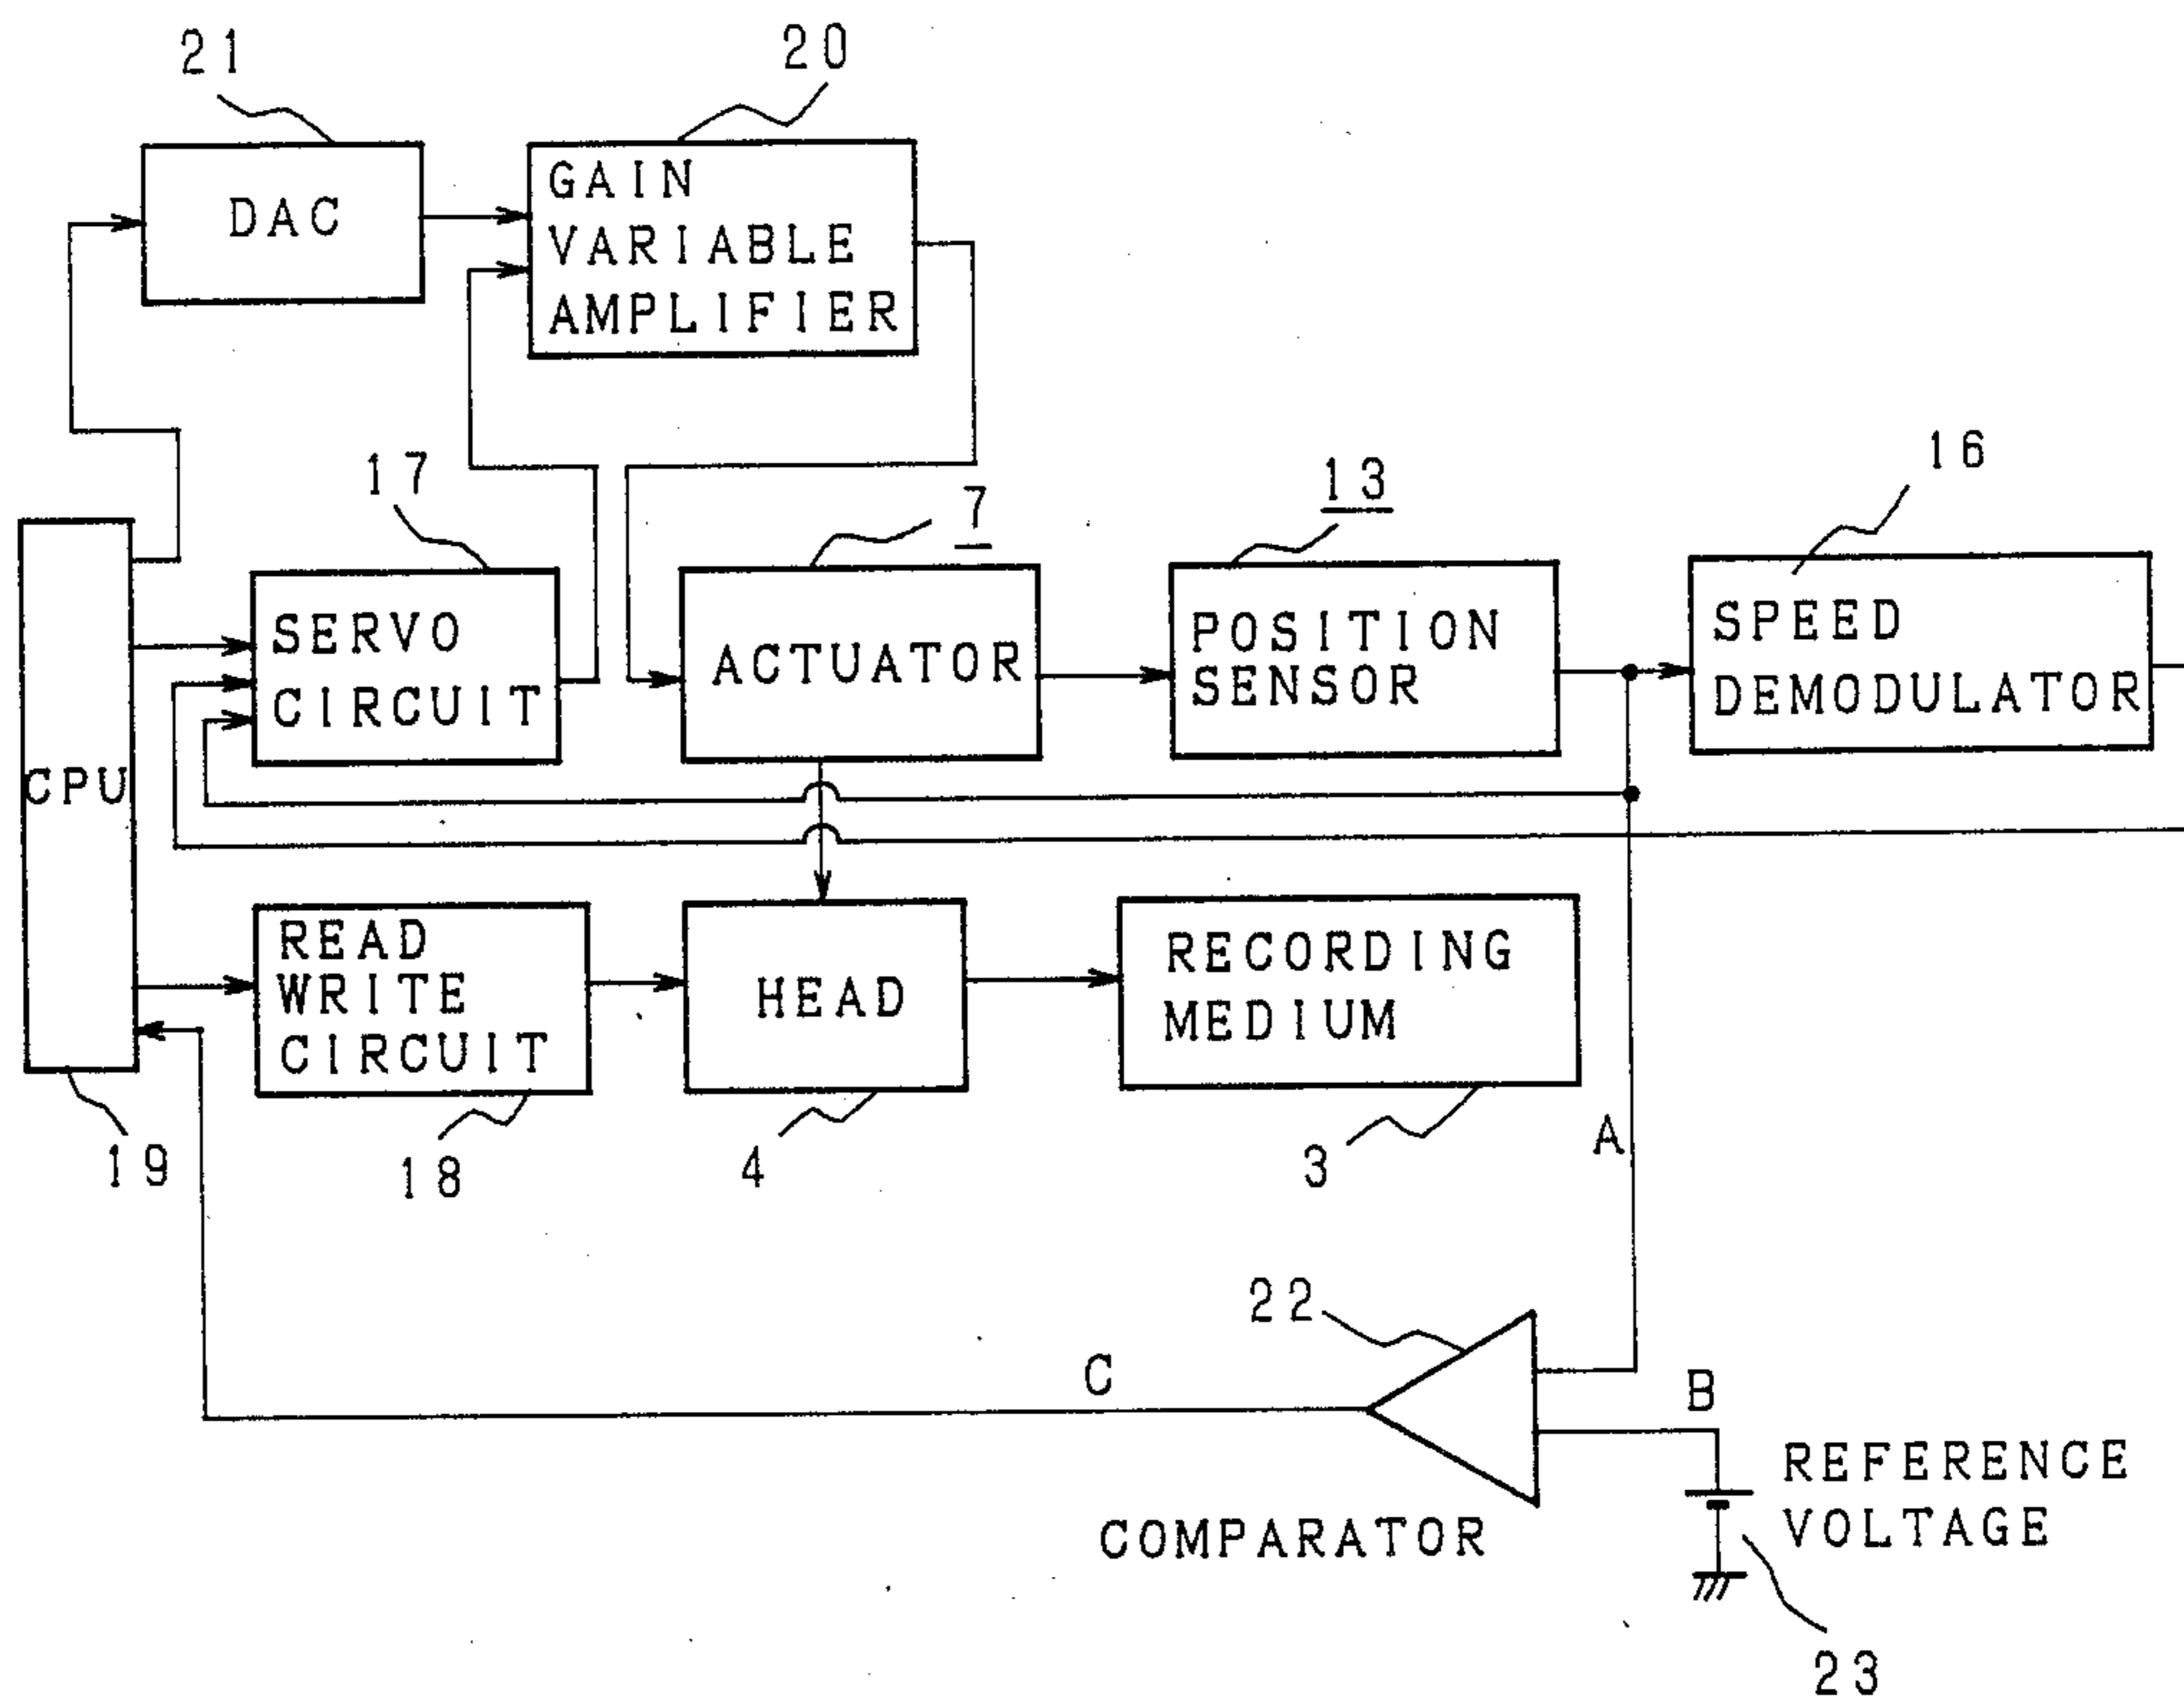 21
20
DAC
GAIN
VARIABLE
AMPLIFIER
17
7
13
16
CPU
SERVO
CIRCUIT
ACTUATOR
POSITION
SENSOR
SPEED
DEMODULATOR
READ
WRITE
CIRCUIT
HEAD
RECORDING
MEDIUM
19
18
4
3
A
22
C
B
REFERENCE
VOLTAGE
COMPARATOR
23